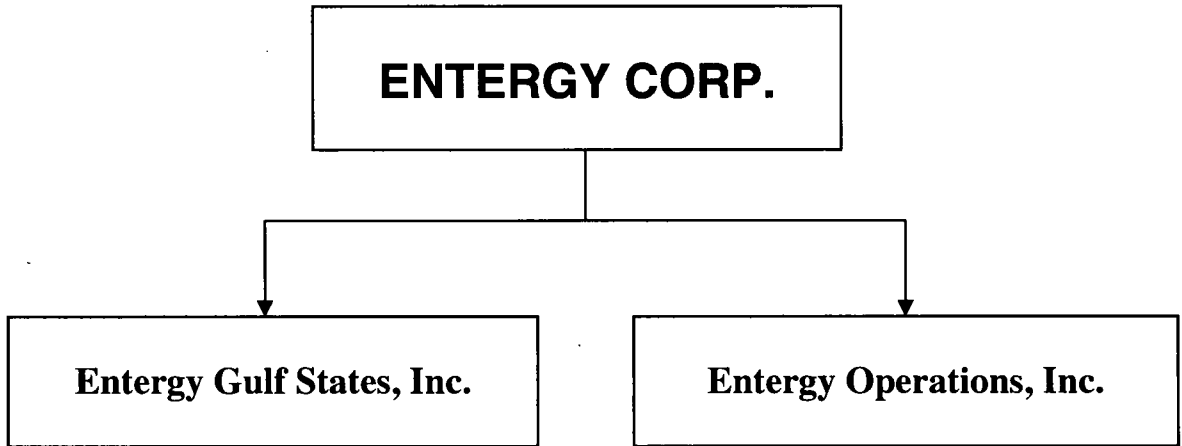 ENTERGY CORP.
Entergy Gulf States, Inc.
Entergy Operations, Inc.